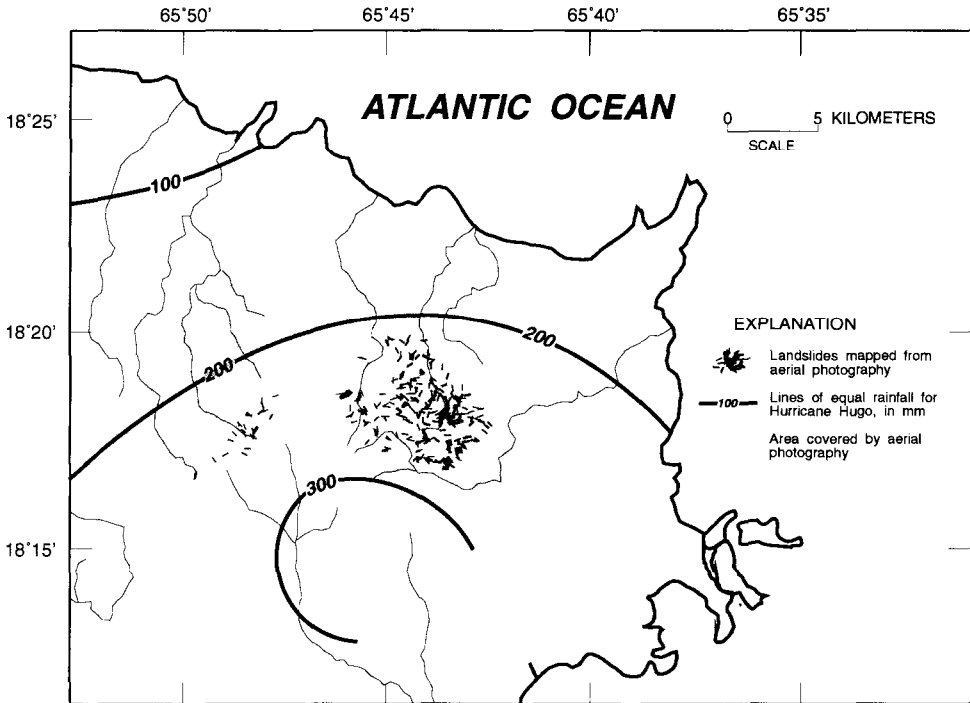 65°50' 65°45' 65°40' 65°35'
ATLANTIC OCEAN
18°25'
0 5 KILOMETERS
SCALE
100
18°20'
200
200
EXPLANATION
Landslides mapped from
aerial photography
100 Lines of equal rainfall for
Hurricane Hugo, in mm
Area covered by aerial
photography
300
18°15'